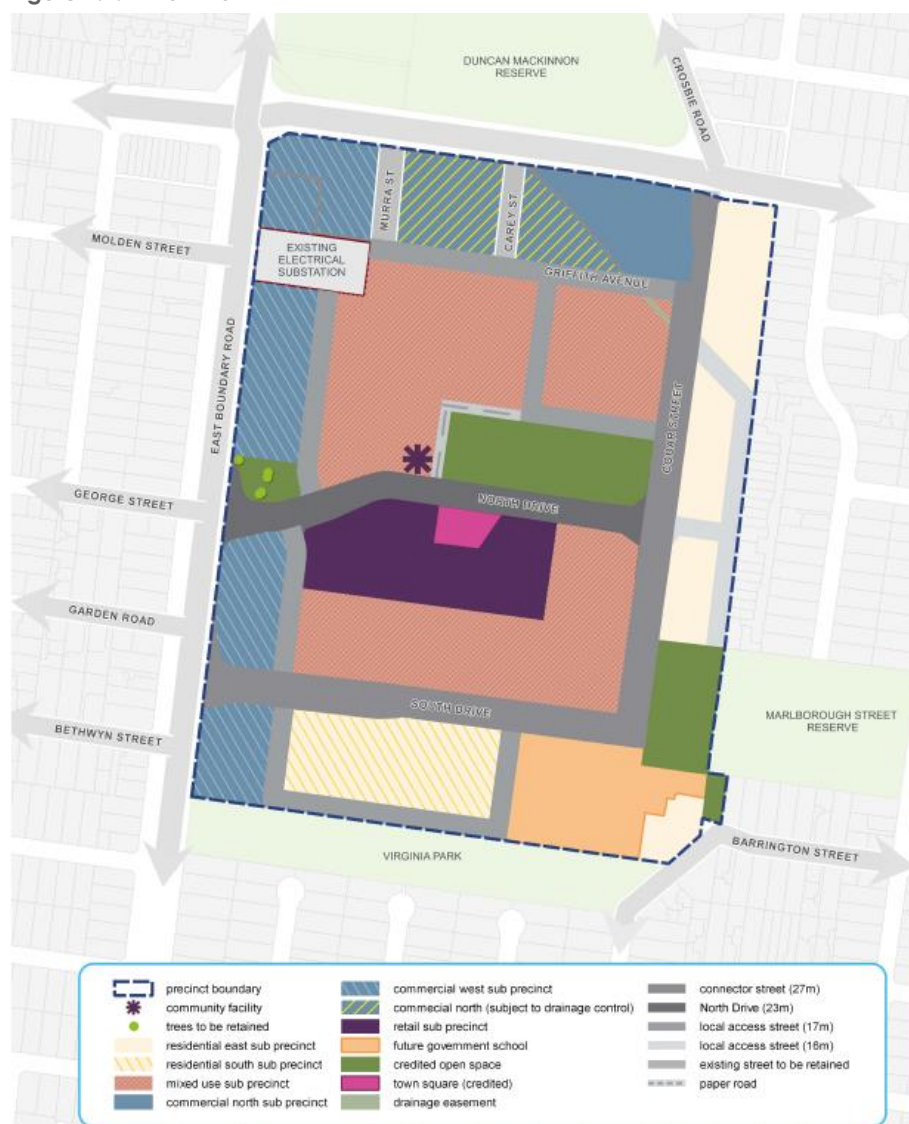 DUNCAN MACKINNON
RESERVE
CROSBIE ROAD
MURRA ST
CAREY ST
MOLDEN STREET
EXISTING
ELECTRICAL
SUBSTATION
GRIFFITH AVENUE
EAST BOUNDARY ROAD
COBAR STREET
GEORGE STREET
NORTH DRIVE
GARDEN ROAD
SOUTH DRIVE
MARLBOROUGH STREET
RESERVE
BETHWYN STREET
BARRINGTON STREET
VIRGINIA PARK
precinct boundary
community facility
trees to be retained
residential east sub precinct
residential south sub precinct
mixed use sub precinct
commercial north sub precinct
commercial west sub precinct
commecial north (subject to drainage control)
retail sub precinct
future government school
credited open space
town square (credited)
drainage easement
connector street (27m)
North Drive (23m)
local access street (17m)
local access street (16m)
existing street to be retained
paper road